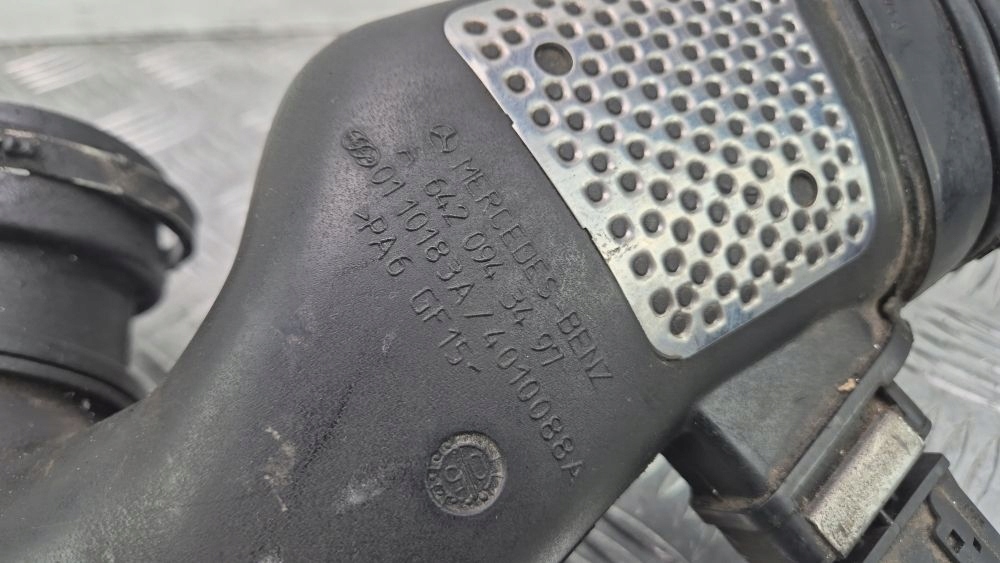 MERCEDES-BENZ
A 642 094 34 97
01 10183A/4010088A
>PA6 GF15-